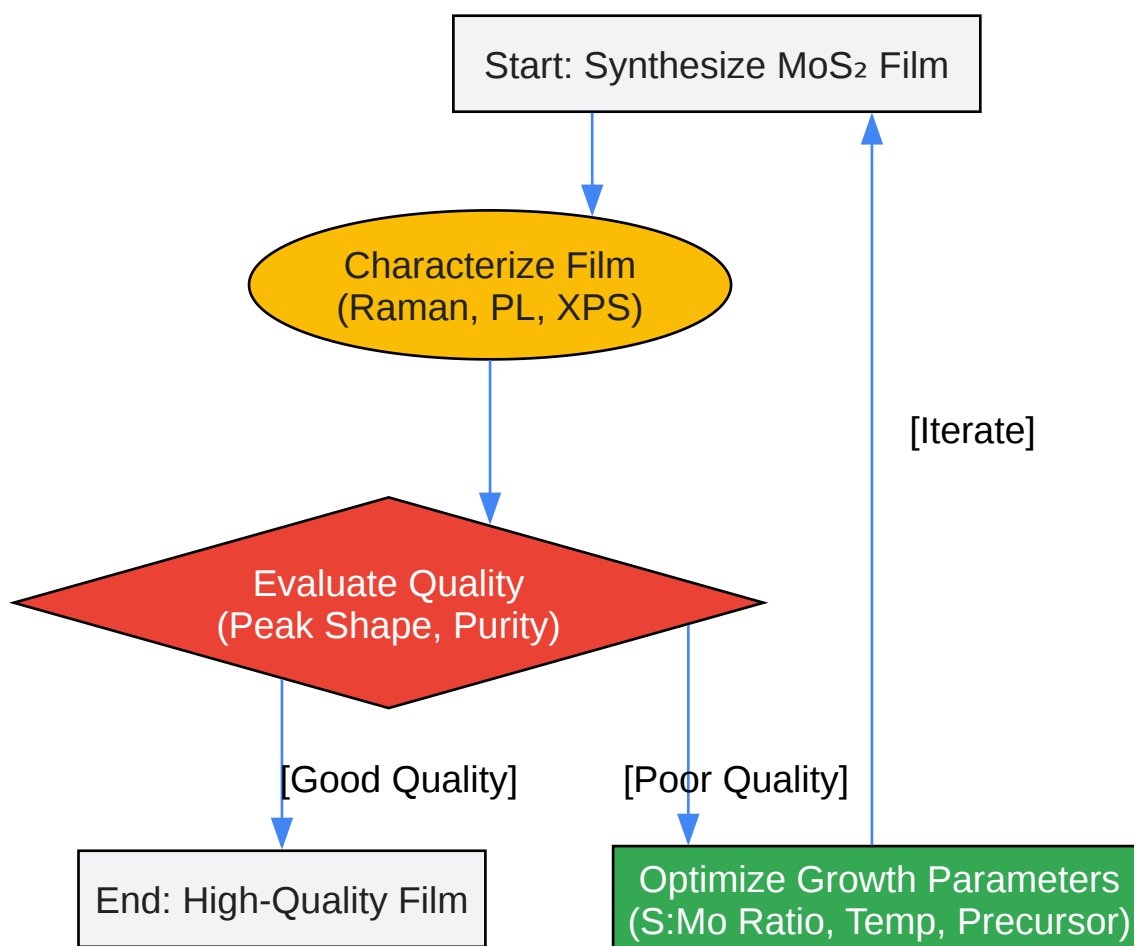 Start: Synthesize MoS₂ Film
Characterize Film
(Raman, PL, XPS)
[Iterate]
Evaluate Quality
(Peak Shape, Purity)
[Good Quality]
[Poor Quality]
End: High-Quality Film
Optimize Growth Parameters
(S:Mo Ratio, Temp, Precursor)